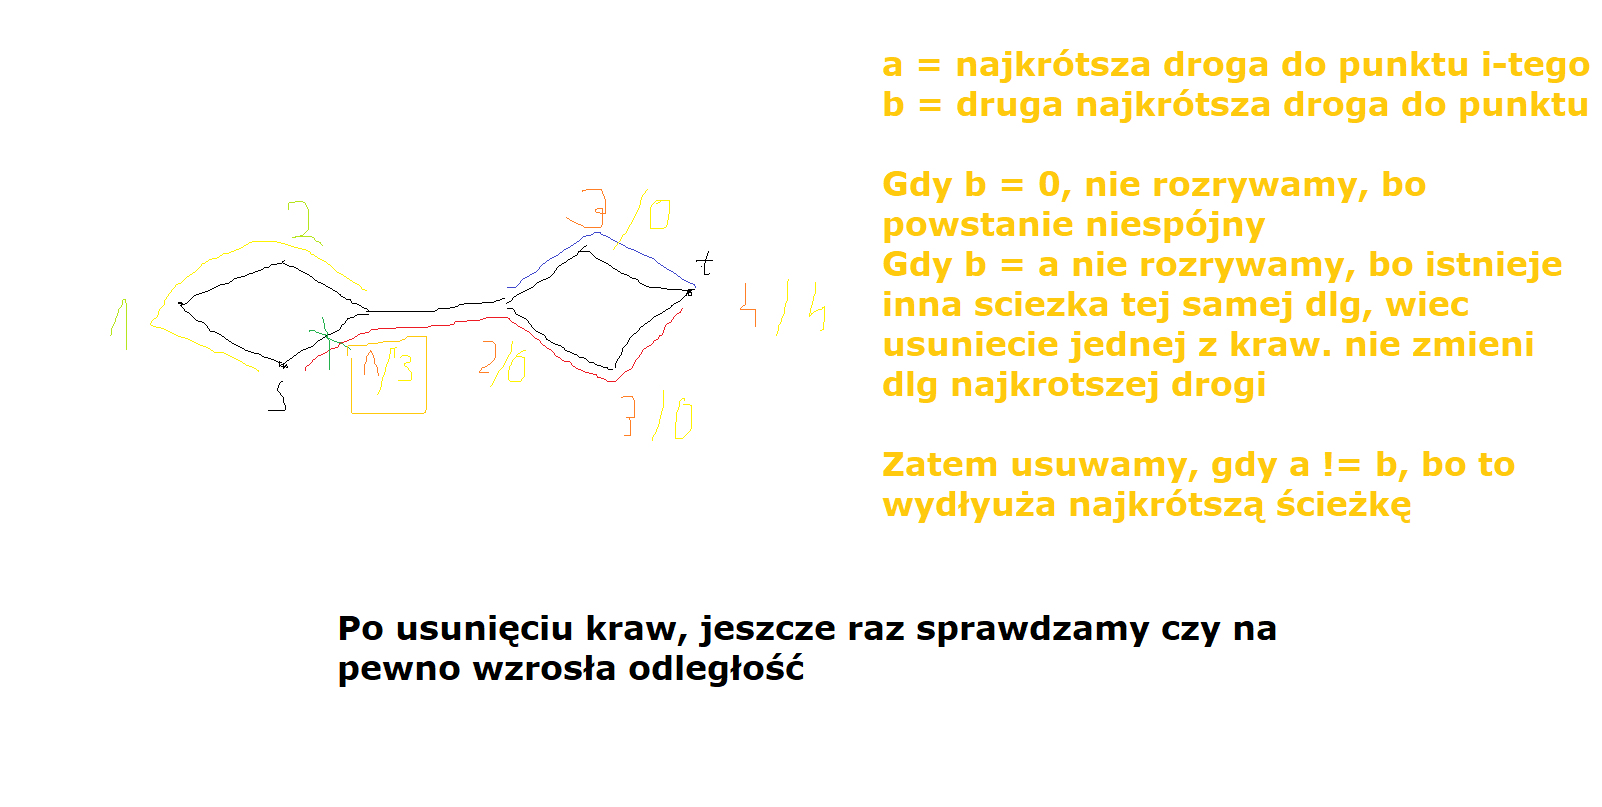 a = najkrótsza droga do punktu i-tego
b = druga najkrótsza droga do punktu
Gdy b = 0, nie rozrywamy, bo
powstanie niespójny
Gdy b = a nie rozrywamy, bo istnieje
inna sciezka tej samej dlg, wiec
usuniecie jednej z kraw. nie zmieni
dlg najkrotszej drogi
Zatem usuwamy, gdy a != b, bo to
wydłyuża najkrótszą ścieżkę
2
3/0
t
1
4/4
1/3
2/0
s
3/0
Po usunięciu kraw, jeszcze raz sprawdzamy czy na
pewno wzrosła odległość